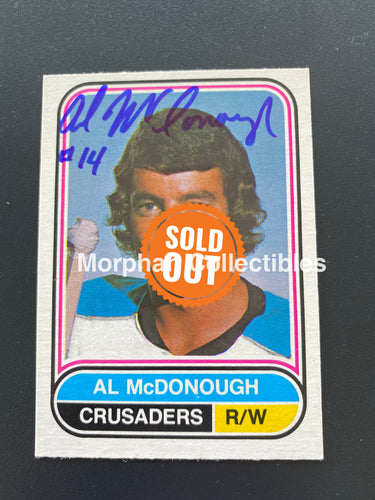 Al McDonough
#14
SOLD
OUT
Morphan Collectibles
AL McDONOUGH
CRUSADERS R/W